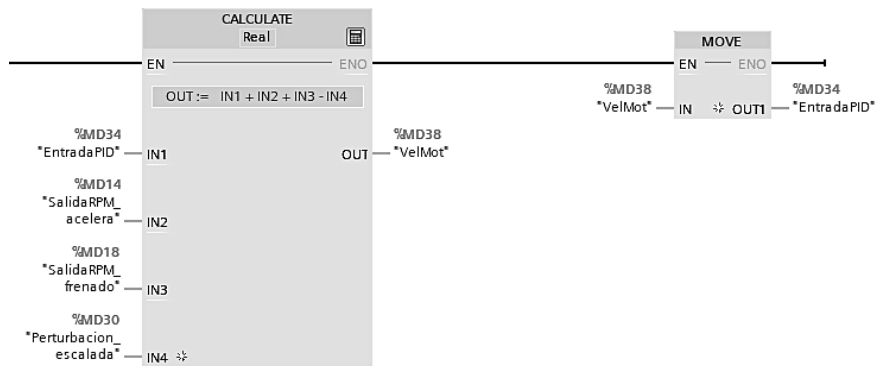 CALCULATE
Real
EN
ENO
OUT := IN1 + IN2 + IN3 - IN4
%MD34
"EntradaPID"
IN1
%MD14
"SalidaRPM_
acelera"
IN2
%MD18
"SalidaRPM_
frenado"
IN3
%MD30
"Perturbacion_
escalada"
IN4
OUT
%MD38
"VelMot"
MOVE
EN
ENO
%MD38
"VelMot"
IN
OUT1
%MD34
"EntradaPID"